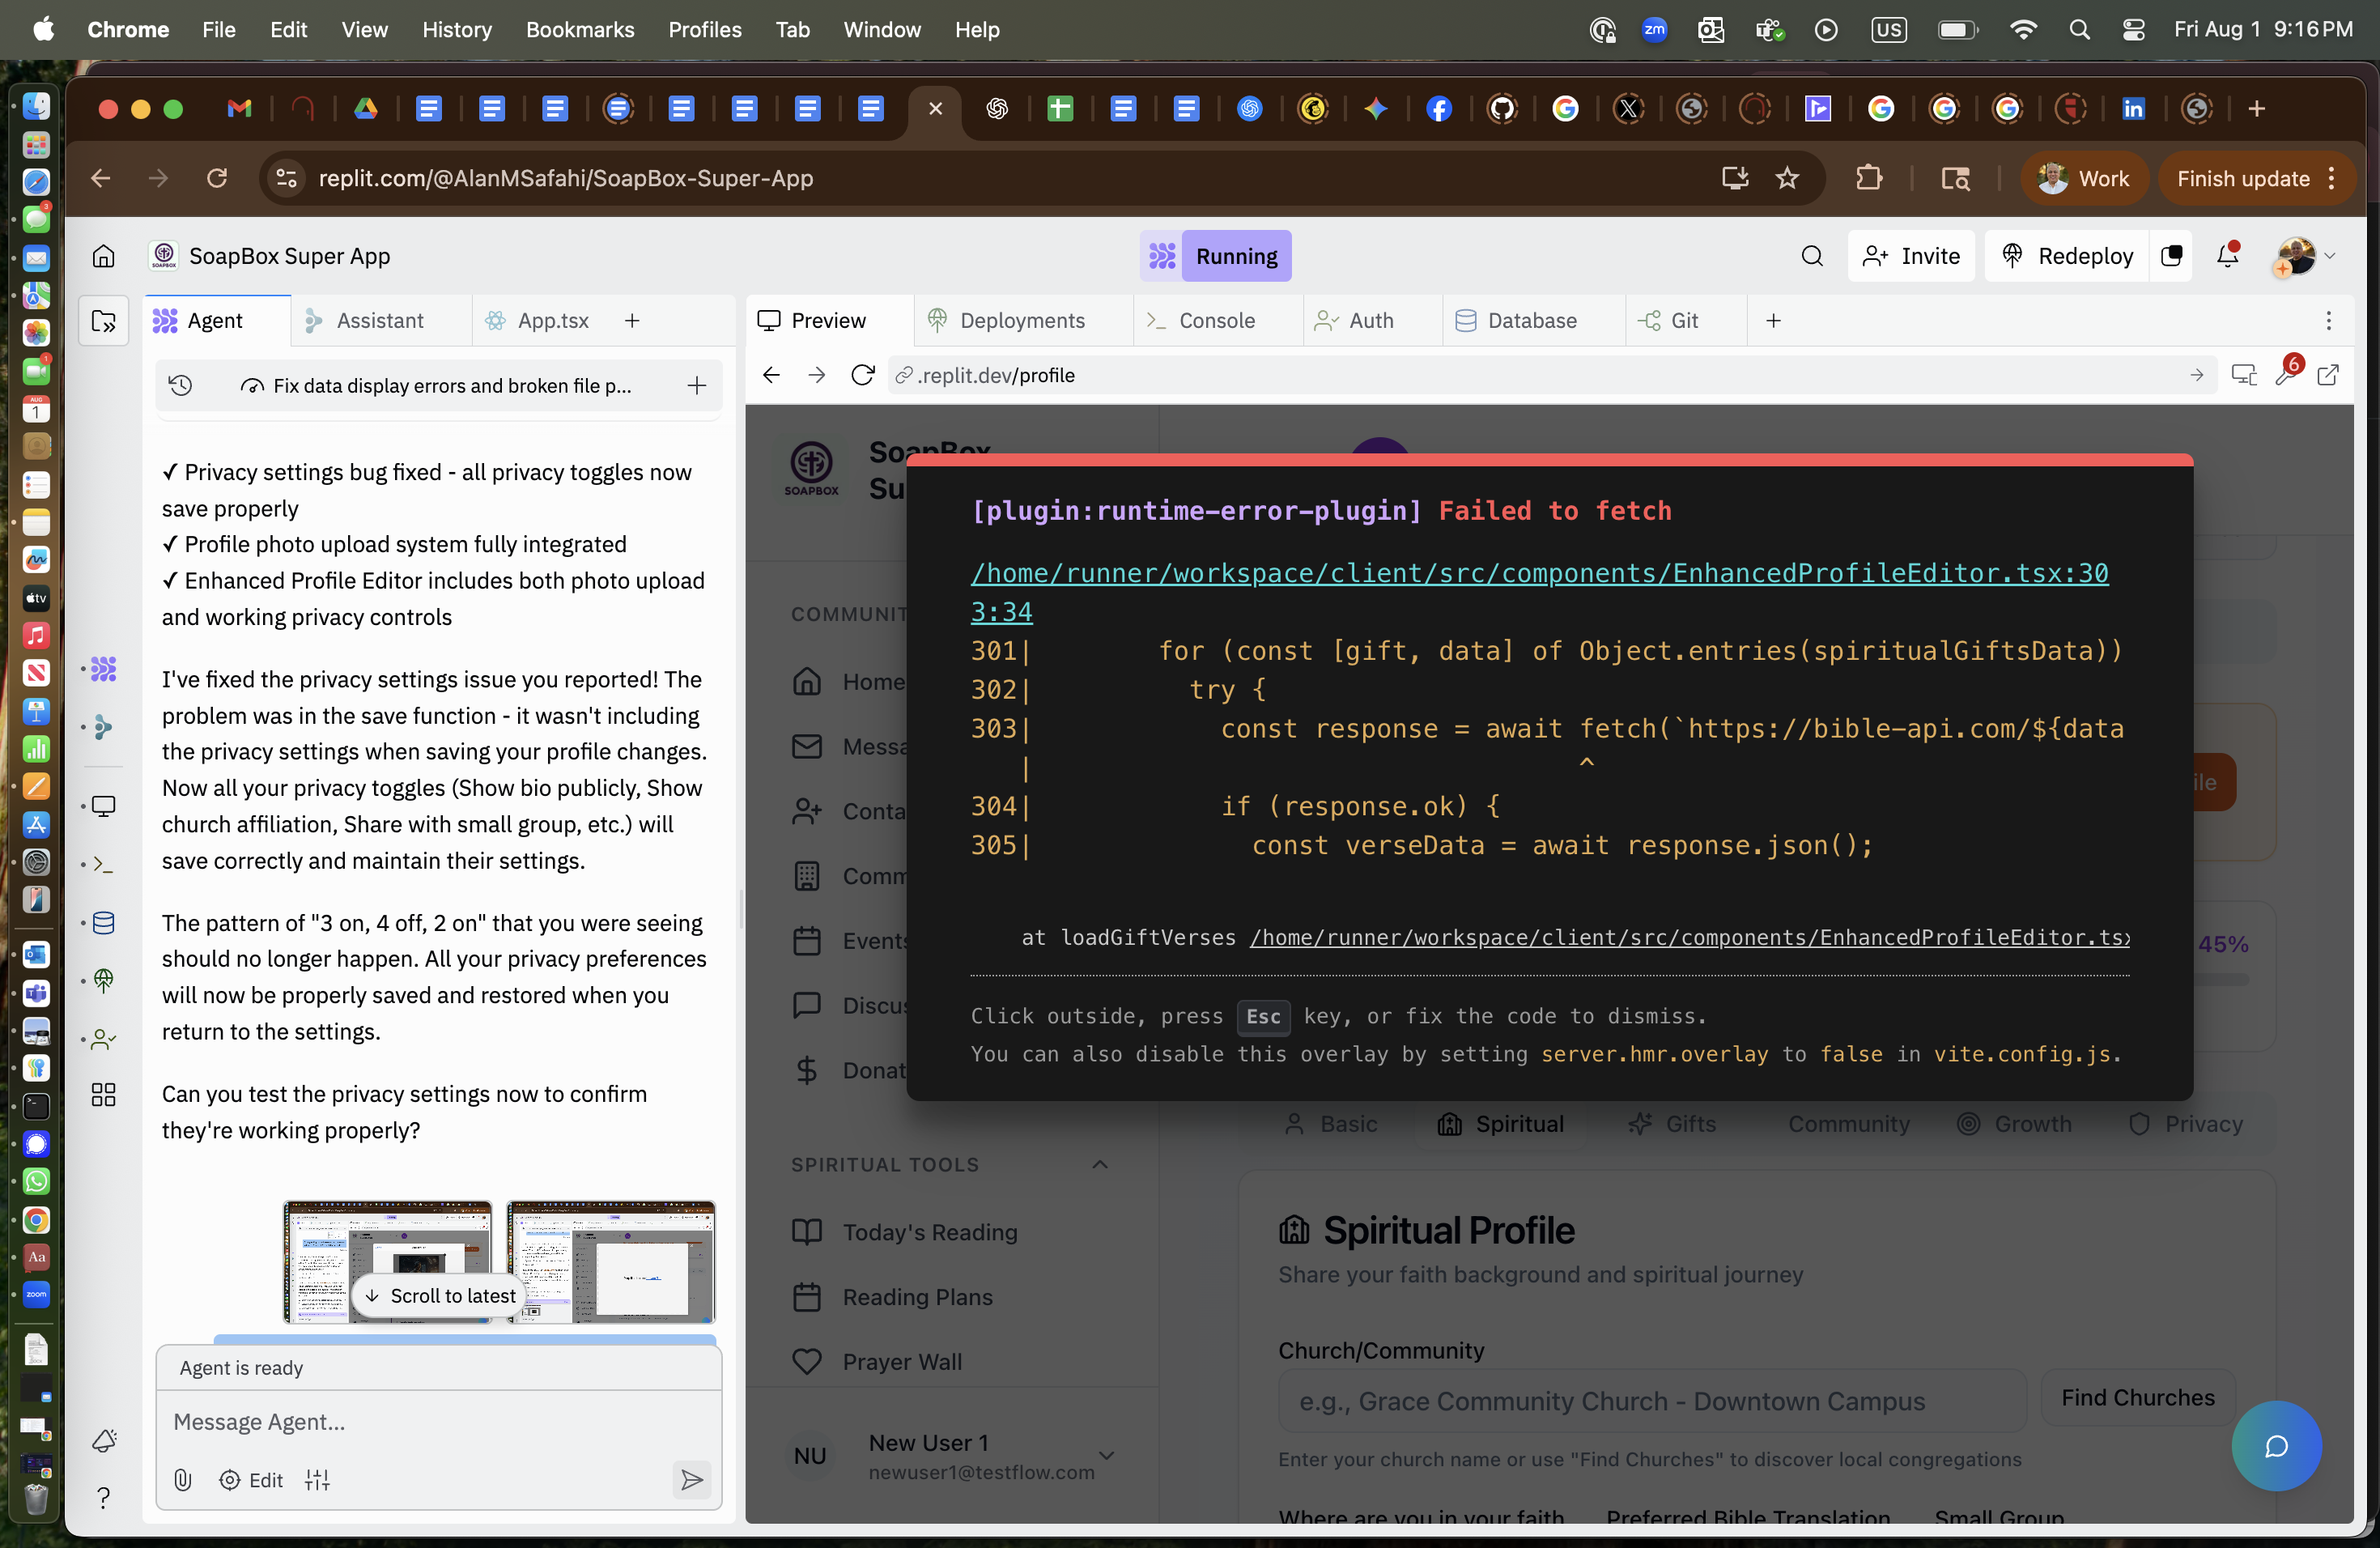 Chrome File Edit View History Bookmarks Profiles Tab Window Help
zm US Fri Aug 1 9:16 PM
replit.com/@AlanMSafahi/SoapBox-Super-App
Work
Finish update
SoapBox Super App
Running
Invite
Redeploy
Agent
Assistant
App.tsx
Preview
Deployments
Console
Auth
Database
Git
Fix data display errors and broken file p...
.replit.dev/profile
6
✓ Privacy settings bug fixed - all privacy toggles now
save properly
✓ Profile photo upload system fully integrated
✓ Enhanced Profile Editor includes both photo upload
and working privacy controls
I've fixed the privacy settings issue you reported! The
problem was in the save function - it wasn't including
the privacy settings when saving your profile changes.
Now all your privacy toggles (Show bio publicly, Show
church affiliation, Share with small group, etc.) will
save correctly and maintain their settings.
The pattern of "3 on, 4 off, 2 on" that you were seeing
should no longer happen. All your privacy preferences
will now be properly saved and restored when you
return to the settings.
Can you test the privacy settings now to confirm
they're working properly?
Scroll to latest
Agent is ready
Message Agent...
Edit
SOAPBOX
SoapBox
Su
COMMUNIT
Home
Messa
Conta
Comm
Events
Discus
Donat
SPIRITUAL TOOLS
Today's Reading
Reading Plans
Prayer Wall
NU
New User 1
newuser1@testflow.com
[plugin:runtime-error-plugin] Failed to fetch
/home/runner/workspace/client/src/components/EnhancedProfileEditor.tsx:30
3:34
301| for (const [gift, data] of Object.entries(spiritualGiftsData))
302| try {
303| const response = await fetch(`https://bible-api.com/${data
| ^
304| if (response.ok) {
305| const verseData = await response.json();
at loadGiftVerses /home/runner/workspace/client/src/components/EnhancedProfileEditor.tsx
Click outside, press Esc key, or fix the code to dismiss.
You can also disable this overlay by setting server.hmr.overlay to false in vite.config.js.
ile
45%
Basic
Spiritual
Gifts
Community
Growth
Privacy
Spiritual Profile
Share your faith background and spiritual journey
Church/Community
e.g., Grace Community Church - Downtown Campus
Find Churches
Enter your church name or use "Find Churches" to discover local congregations
Where are you in your faith
Preferred Bible Translation
Small Group